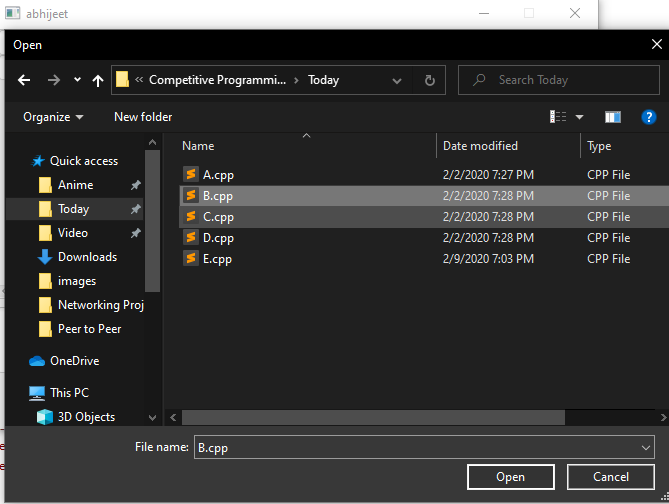 abhijeet
Open
« Competitive Programmi... > Today
Search Today
Organize
New folder
Name Date modified Type
Quick access
Anime
Today
Video
Downloads
images
Networking Proj
Peer to Peer
OneDrive
This PC
3D Objects
A.cpp 2/2/2020 7:27 PM CPP File
B.cpp 2/2/2020 7:28 PM CPP File
C.cpp 2/2/2020 7:28 PM CPP File
D.cpp 2/2/2020 7:28 PM CPP File
E.cpp 2/9/2020 7:03 PM CPP File
File name: B.cpp
Open Cancel